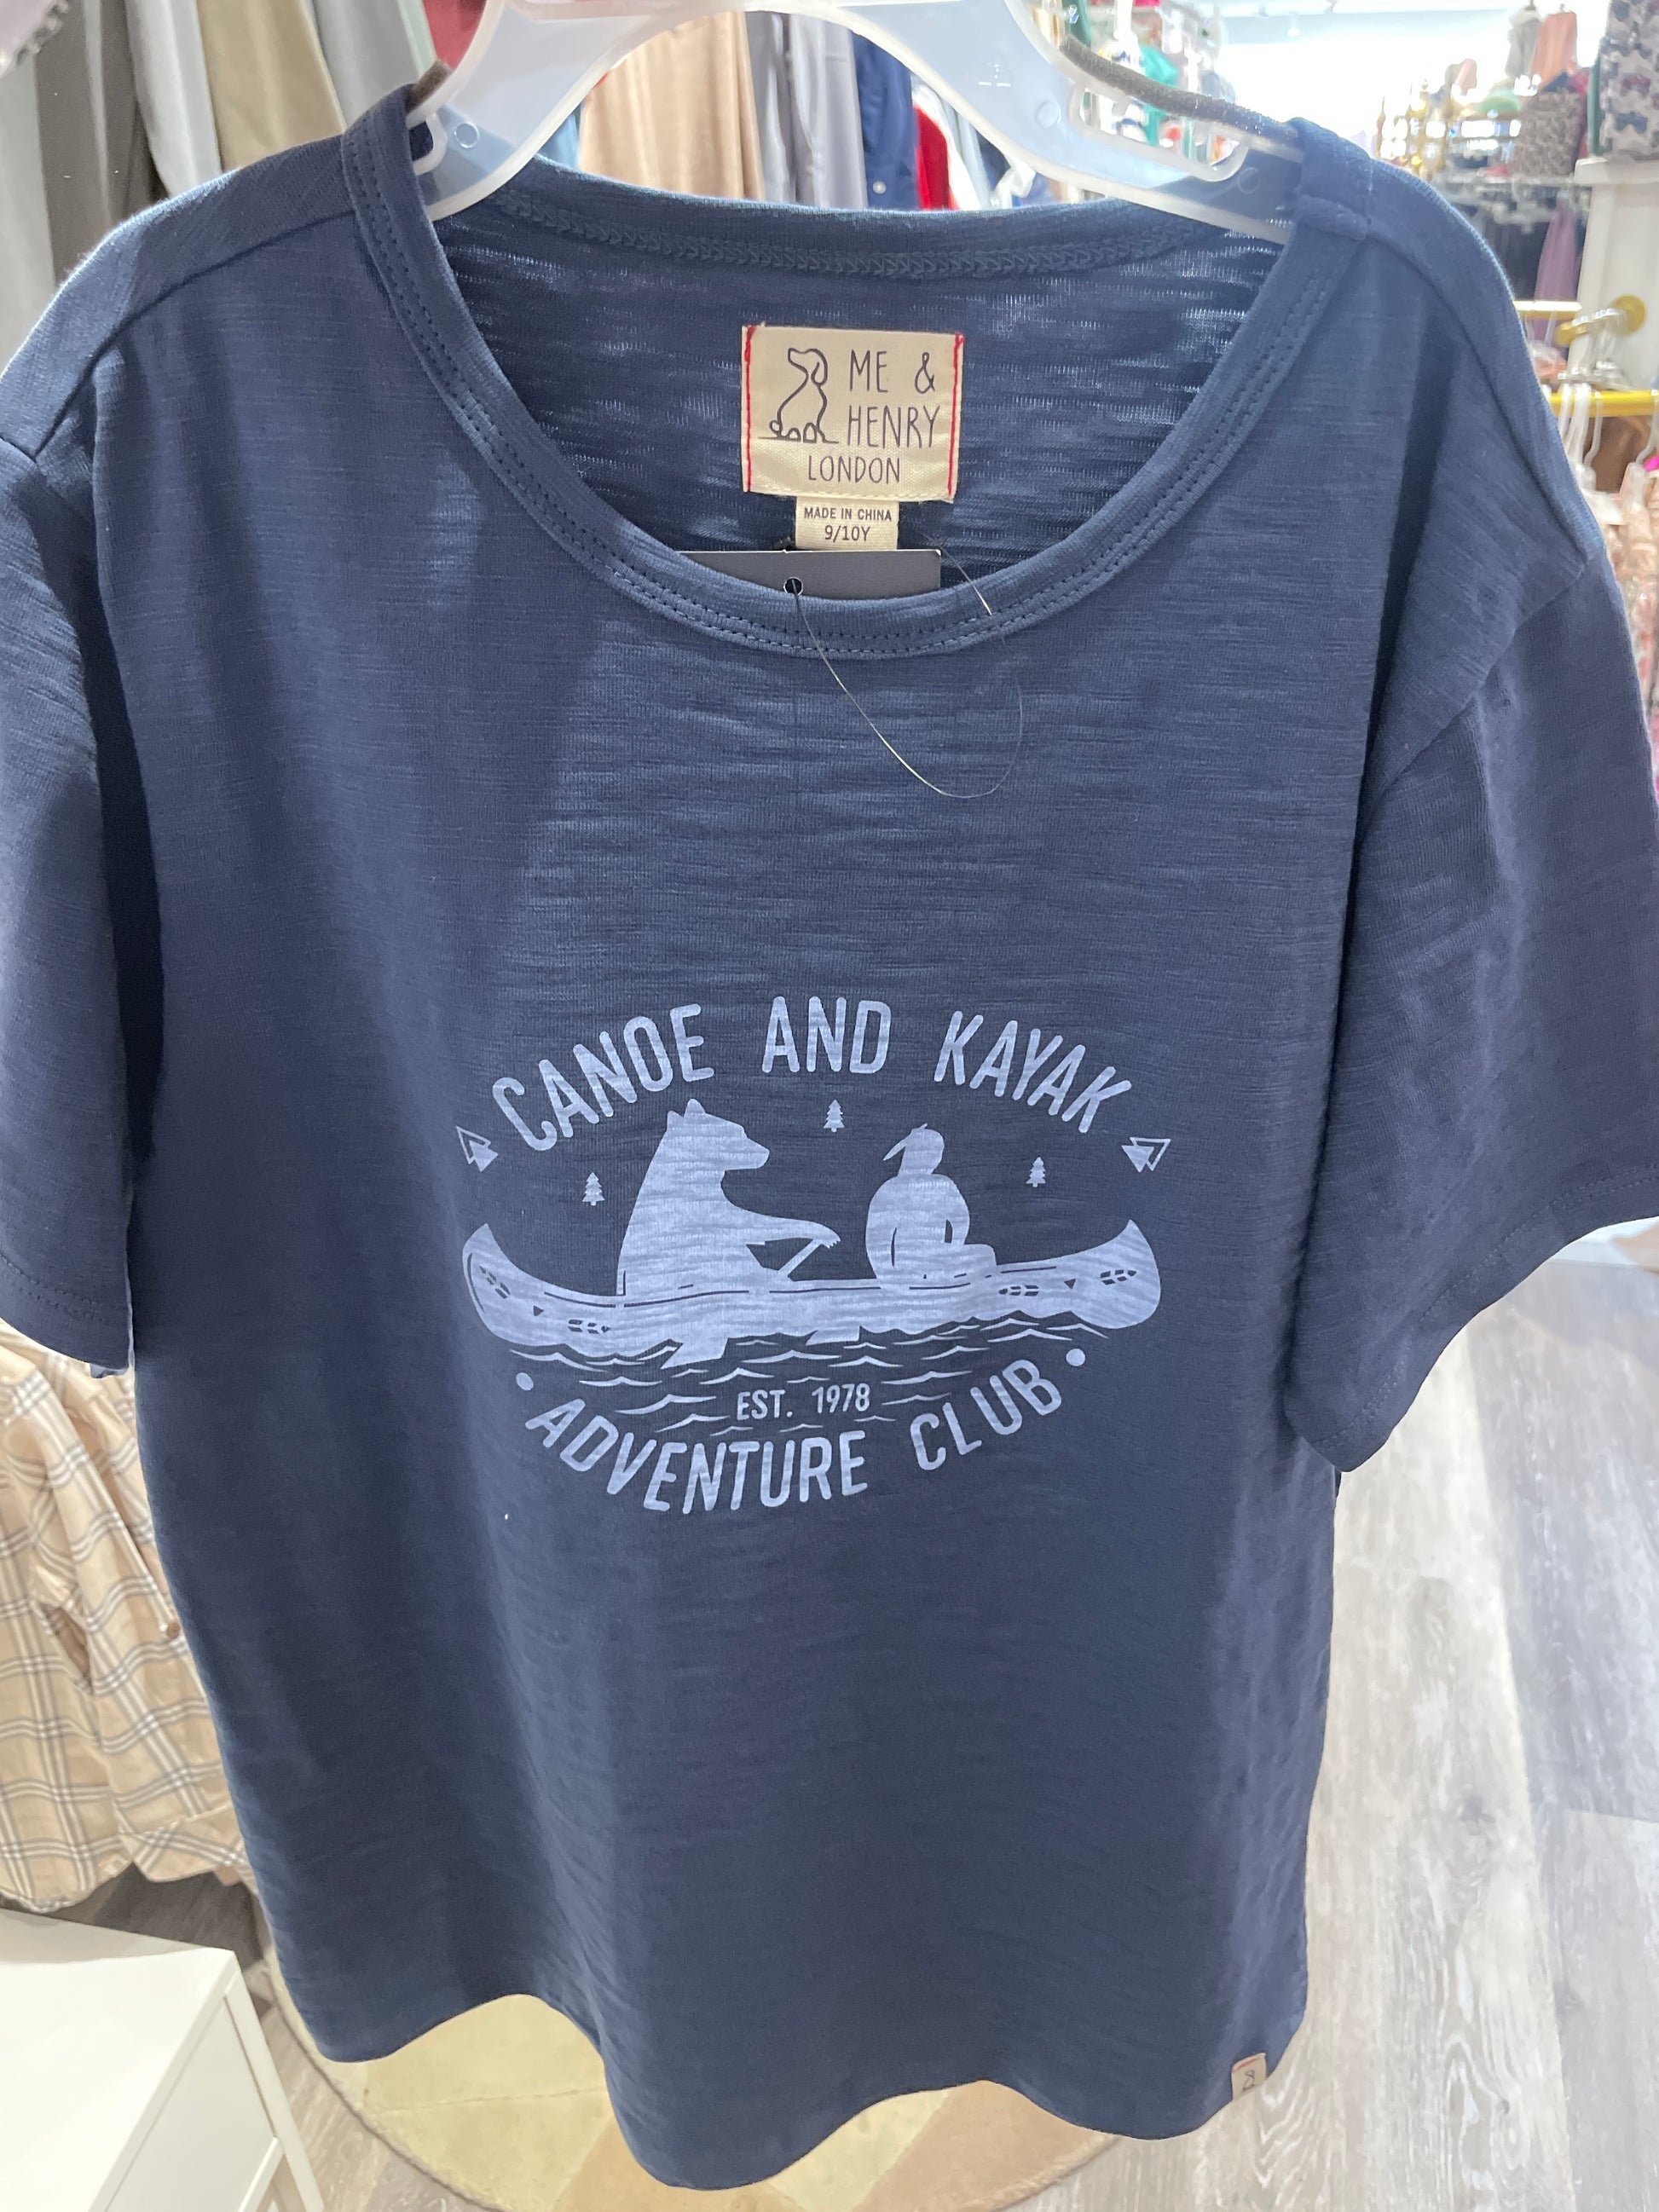 ME &
HENRY
LONDON
MADE IN CHINA
9/10Y
CANOE AND KAYAK
EST. 1978
ADVENTURE CLUB